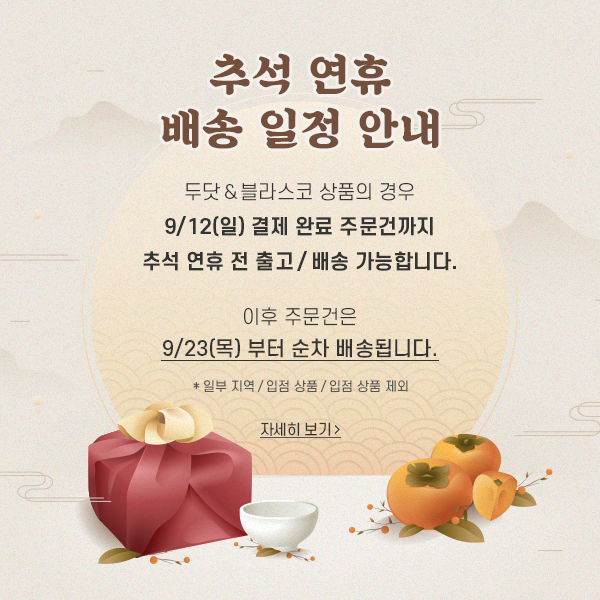 추석 연휴
배송 일정 안내
두닷 & 블라스코 상품의 경우
9/12(일) 결제 완료 주문건까지
추석 연휴 전 출고 / 배송 가능합니다.
이후 주문건은
9/23(목) 부터 순차 배송됩니다.
* 일부 지역 / 입점 상품 / 입점 상품 제외
자세히 보기 >